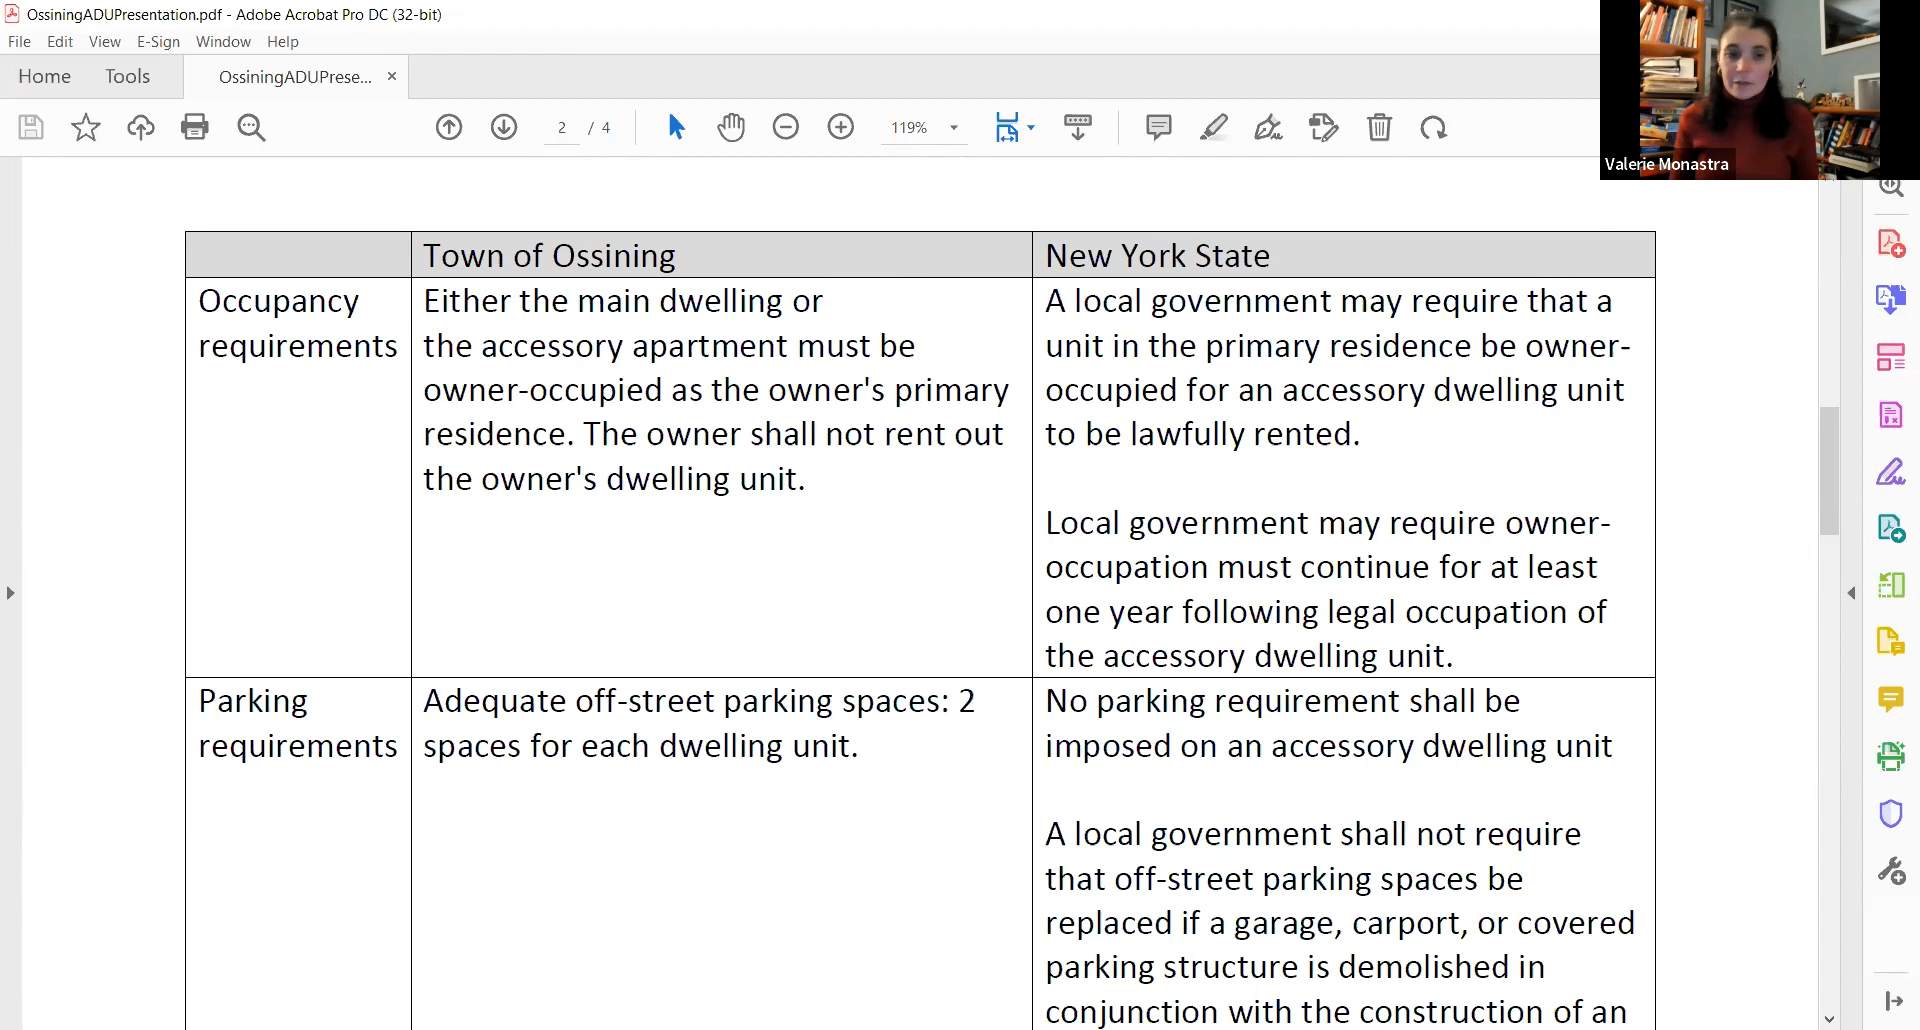 OssiningADUPresentation.pdf - Adobe Acrobat Pro DC (32-bit)
File Edit View E-Sign Window Help
Home Tools OssiningADUPrese... ×
2 / 4 119%
Valerie Monastra
Town of Ossining
New York State
Occupancy
requirements
Either the main dwelling or
the accessory apartment must be
owner-occupied as the owner's primary
residence. The owner shall not rent out
the owner's dwelling unit.
A local government may require that a
unit in the primary residence be owner-
occupied for an accessory dwelling unit
to be lawfully rented.
Local government may require owner-
occupation must continue for at least
one year following legal occupation of
the accessory dwelling unit.
Parking
requirements
Adequate off-street parking spaces: 2
spaces for each dwelling unit.
No parking requirement shall be
imposed on an accessory dwelling unit
A local government shall not require
that off-street parking spaces be
replaced if a garage, carport, or covered
parking structure is demolished in
conjunction with the construction of an